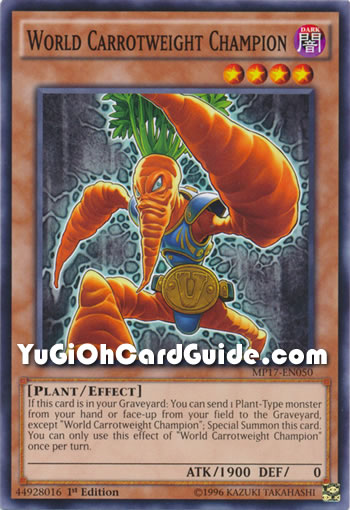 World Carrotweight Champion
DARK
闇
YuGiOhCardGuide.com
MP17-EN050
[Plant/Effect]
If this card is in your Graveyard: You can send 1 Plant-Type monster
from your hand or face-up from your field to the Graveyard,
except "World Carrotweight Champion"; Special Summon this card.
You can only use this effect of "World Carrotweight Champion"
once per turn.
ATK/1900 DEF/ 0
44928016 1st Edition ©1996 KAZUKI TAKAHASHI